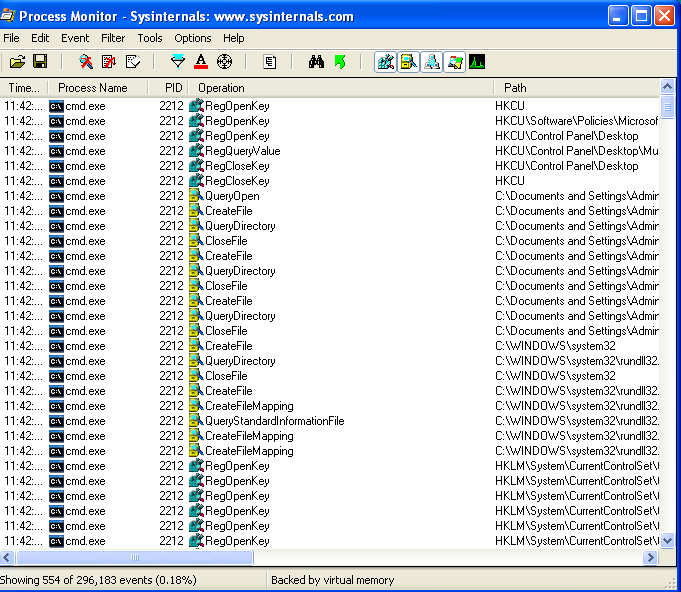 Process Monitor - Sysinternals: www.sysinternals.com
File Edit Event Filter Tools Options Help
Time... Process Name PID Operation Path
11:42:... cmd.exe 2212 RegOpenKey HKCU
11:42:... cmd.exe 2212 RegOpenKey HKCU\Software\Policies\Microsof
11:42:... cmd.exe 2212 RegOpenKey HKCU\Control Panel\Desktop
11:42:... cmd.exe 2212 RegQueryValue HKCU\Control Panel\Desktop\Mu
11:42:... cmd.exe 2212 RegCloseKey HKCU\Control Panel\Desktop
11:42:... cmd.exe 2212 RegCloseKey HKCU
11:42:... cmd.exe 2212 QueryOpen C:\Documents and Settings\Admir
11:42:... cmd.exe 2212 CreateFile C:\Documents and Settings\Admir
11:42:... cmd.exe 2212 QueryDirectory C:\Documents and Settings\Admir
11:42:... cmd.exe 2212 CloseFile C:\Documents and Settings\Admir
11:42:... cmd.exe 2212 CreateFile C:\Documents and Settings\Admir
11:42:... cmd.exe 2212 QueryDirectory C:\Documents and Settings\Admir
11:42:... cmd.exe 2212 CloseFile C:\Documents and Settings\Admir
11:42:... cmd.exe 2212 CreateFile C:\Documents and Settings\Admir
11:42:... cmd.exe 2212 QueryDirectory C:\Documents and Settings\Admir
11:42:... cmd.exe 2212 CloseFile C:\Documents and Settings\Admir
11:42:... cmd.exe 2212 CreateFile C:\WINDOWS\system32
11:42:... cmd.exe 2212 QueryDirectory C:\WINDOWS\system32\rundll32.
11:42:... cmd.exe 2212 CloseFile C:\WINDOWS\system32
11:42:... cmd.exe 2212 CreateFile C:\WINDOWS\system32\rundll32.
11:42:... cmd.exe 2212 CreateFileMapping C:\WINDOWS\system32\rundll32.
11:42:... cmd.exe 2212 QueryStandardInformationFile C:\WINDOWS\system32\rundll32.
11:42:... cmd.exe 2212 CreateFileMapping C:\WINDOWS\system32\rundll32.
11:42:... cmd.exe 2212 CreateFileMapping C:\WINDOWS\system32\rundll32.
11:42:... cmd.exe 2212 RegOpenKey HKLM\System\CurrentControlSet\
11:42:... cmd.exe 2212 RegOpenKey HKLM\System\CurrentControlSet\
11:42:... cmd.exe 2212 RegOpenKey HKLM\System\CurrentControlSet\
11:42:... cmd.exe 2212 RegOpenKey HKLM\System\CurrentControlSet\
11:42:... cmd.exe 2212 RegOpenKey HKLM\System\CurrentControlSet\
11:42:... cmd.exe 2212 RegOpenKey HKLM\System\CurrentControlSet\
Showing 554 of 296,183 events (0.18%) Backed by virtual memory